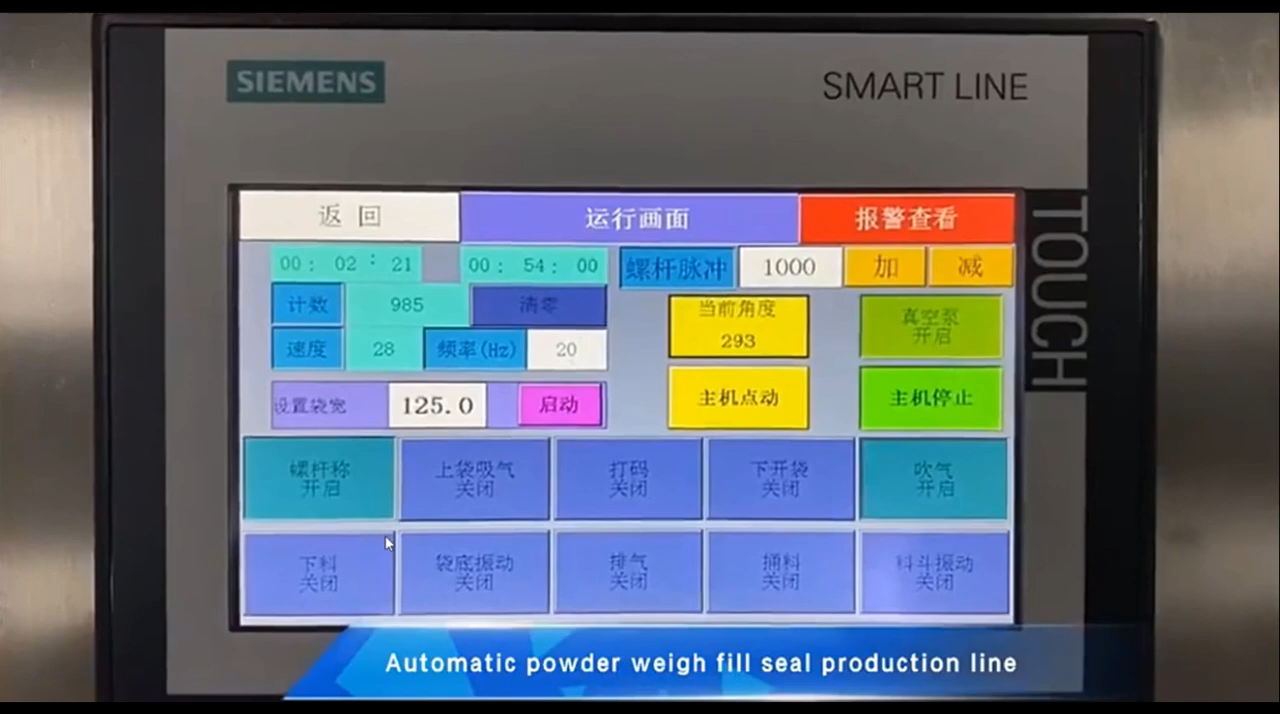 SIEMENS
SMART LINE
TOUCH
返 回
运行画面
报警查看
00: 02: 21
00: 54: 00
螺杆脉冲
1000
加
减
计数
985
清零
当前角度
293
真空泵
开启
速度
28
频率(Hz)
20
设置袋宽
125.0
启动
主机点动
主机停止
螺杆称
开启
上袋吸气
关闭
打码
关闭
下开袋
关闭
吹气
开启
下料
关闭
袋底振动
关闭
排气
关闭
捅料
关闭
料斗振动
关闭
Automatic powder weigh fill seal production line